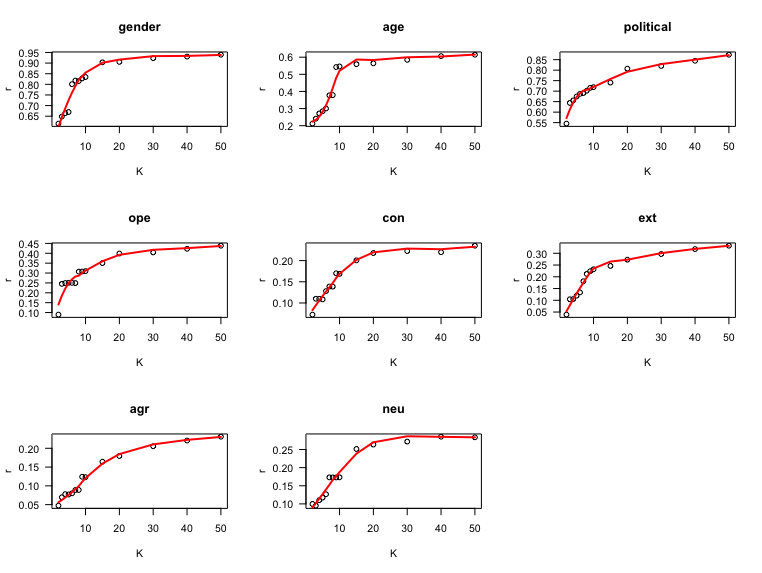 gender
0.95
0.90
0.85
0.80
0.75
0.70
0.65
r
10 20 30 40 50
K
age
0.6
0.5
0.4
0.3
0.2
r
10 20 30 40 50
K
political
0.85
0.80
0.75
0.70
0.65
0.60
0.55
r
10 20 30 40 50
K
ope
0.45
0.40
0.35
0.30
0.25
0.20
0.15
0.10
r
10 20 30 40 50
K
con
0.20
0.15
0.10
r
10 20 30 40 50
K
ext
0.30
0.25
0.20
0.15
0.10
0.05
r
10 20 30 40 50
K
agr
0.20
0.15
0.10
0.05
r
10 20 30 40 50
K
neu
0.25
0.20
0.15
0.10
r
10 20 30 40 50
K